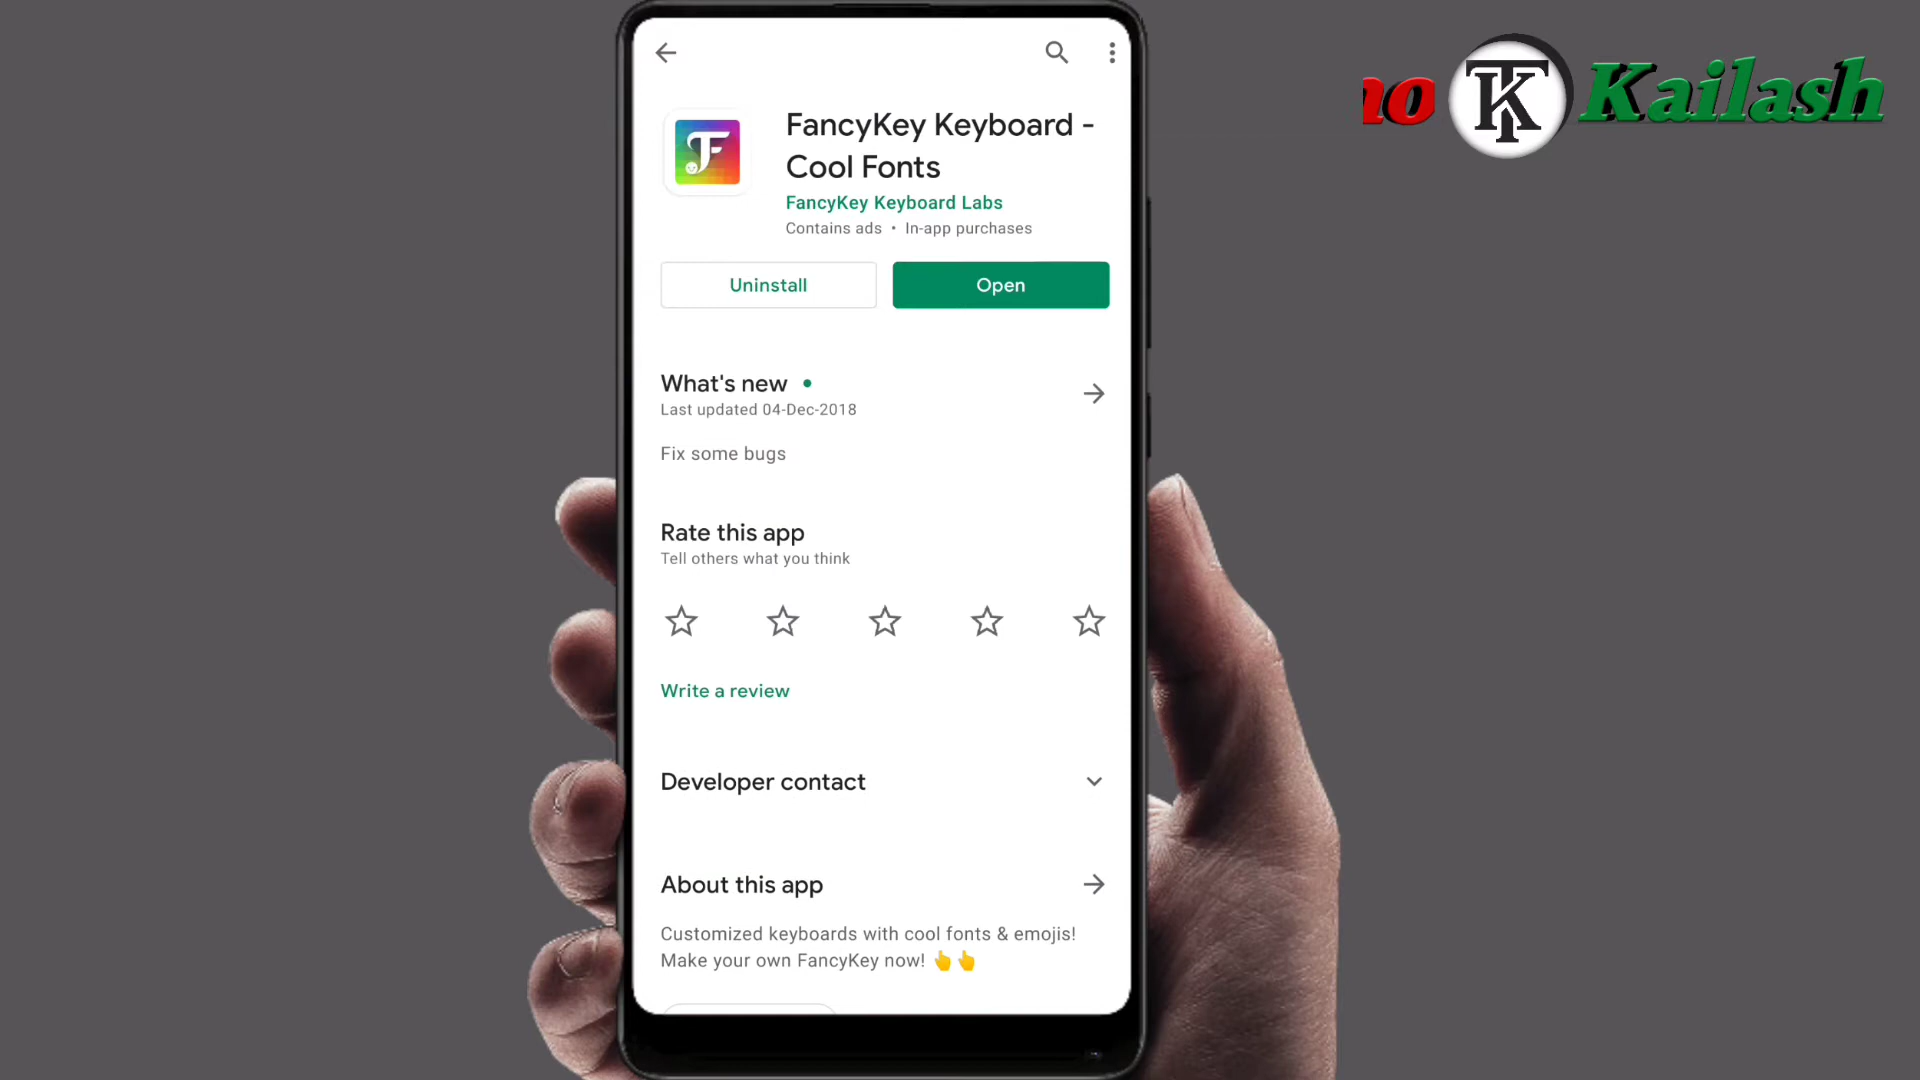 FancyKey Keyboard -
Cool Fonts
FancyKey Keyboard Labs
Contains ads • In-app purchases
Uninstall
Open
What's new
Last updated 04-Dec-2018
Fix some bugs
Rate this app
Tell others what you think
Write a review
Developer contact
About this app
Customized keyboards with cool fonts & emojis!
Make your own FancyKey now! 👆👆
no TK Kailash